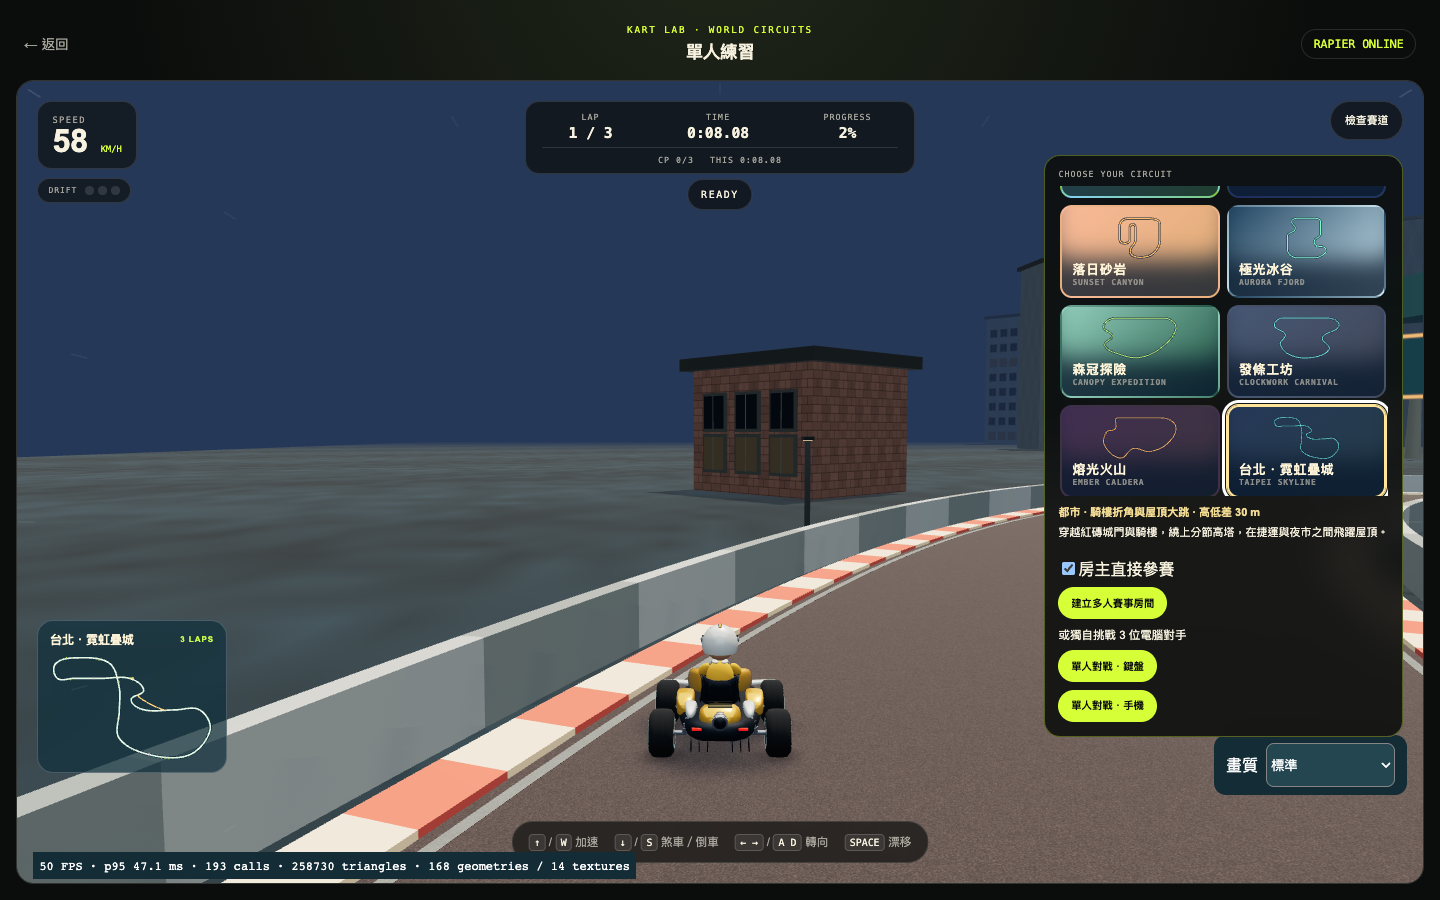 ← 返回
KART LAB · WORLD CIRCUITS
單人練習
RAPIER ONLINE
SPEED
58 KM/H
DRIFT
LAP TIME PROGRESS
1 / 3 0:08.08 2%
CP 0/3 THIS 0:08.08
READY
檢查賽道
CHOOSE YOUR CIRCUIT
落日砂岩
SUNSET CANYON
極光冰谷
AURORA FJORD
森冠探險
CANOPY EXPEDITION
發條工坊
CLOCKWORK CARNIVAL
熔光火山
EMBER CALDERA
台北·霓虹疊城
TAIPEI SKYLINE
都市·騎樓折角與屋頂大跳·高低差 30 m
穿越紅磚城門與騎樓，繞上分節高塔，在捷運與夜市之間飛躍屋頂。
房主直接參賽
建立多人賽事房間
或獨自挑戰 3 位電腦對手
單人對戰·鍵盤
單人對戰·手機
畫質 標準
台北·霓虹疊城 3 LAPS
↑ / W 加速 ↓ / S 煞車 / 倒車 ← → / A D 轉向 SPACE 漂移
50 FPS · p95 47.1 ms · 193 calls · 258730 triangles · 168 geometries / 14 textures